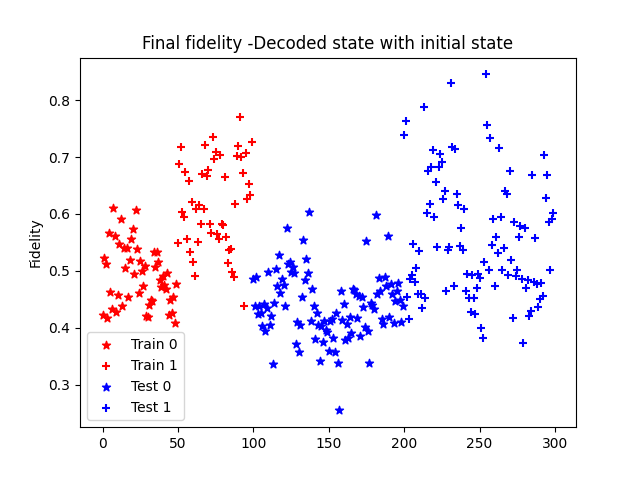 Final fidelity -Decoded state with initial state
Fidelity
0.8
0.7
0.6
0.5
0.4
0.3
Train 0
Train 1
Test 0
Test 1
0 50 100 150 200 250 300